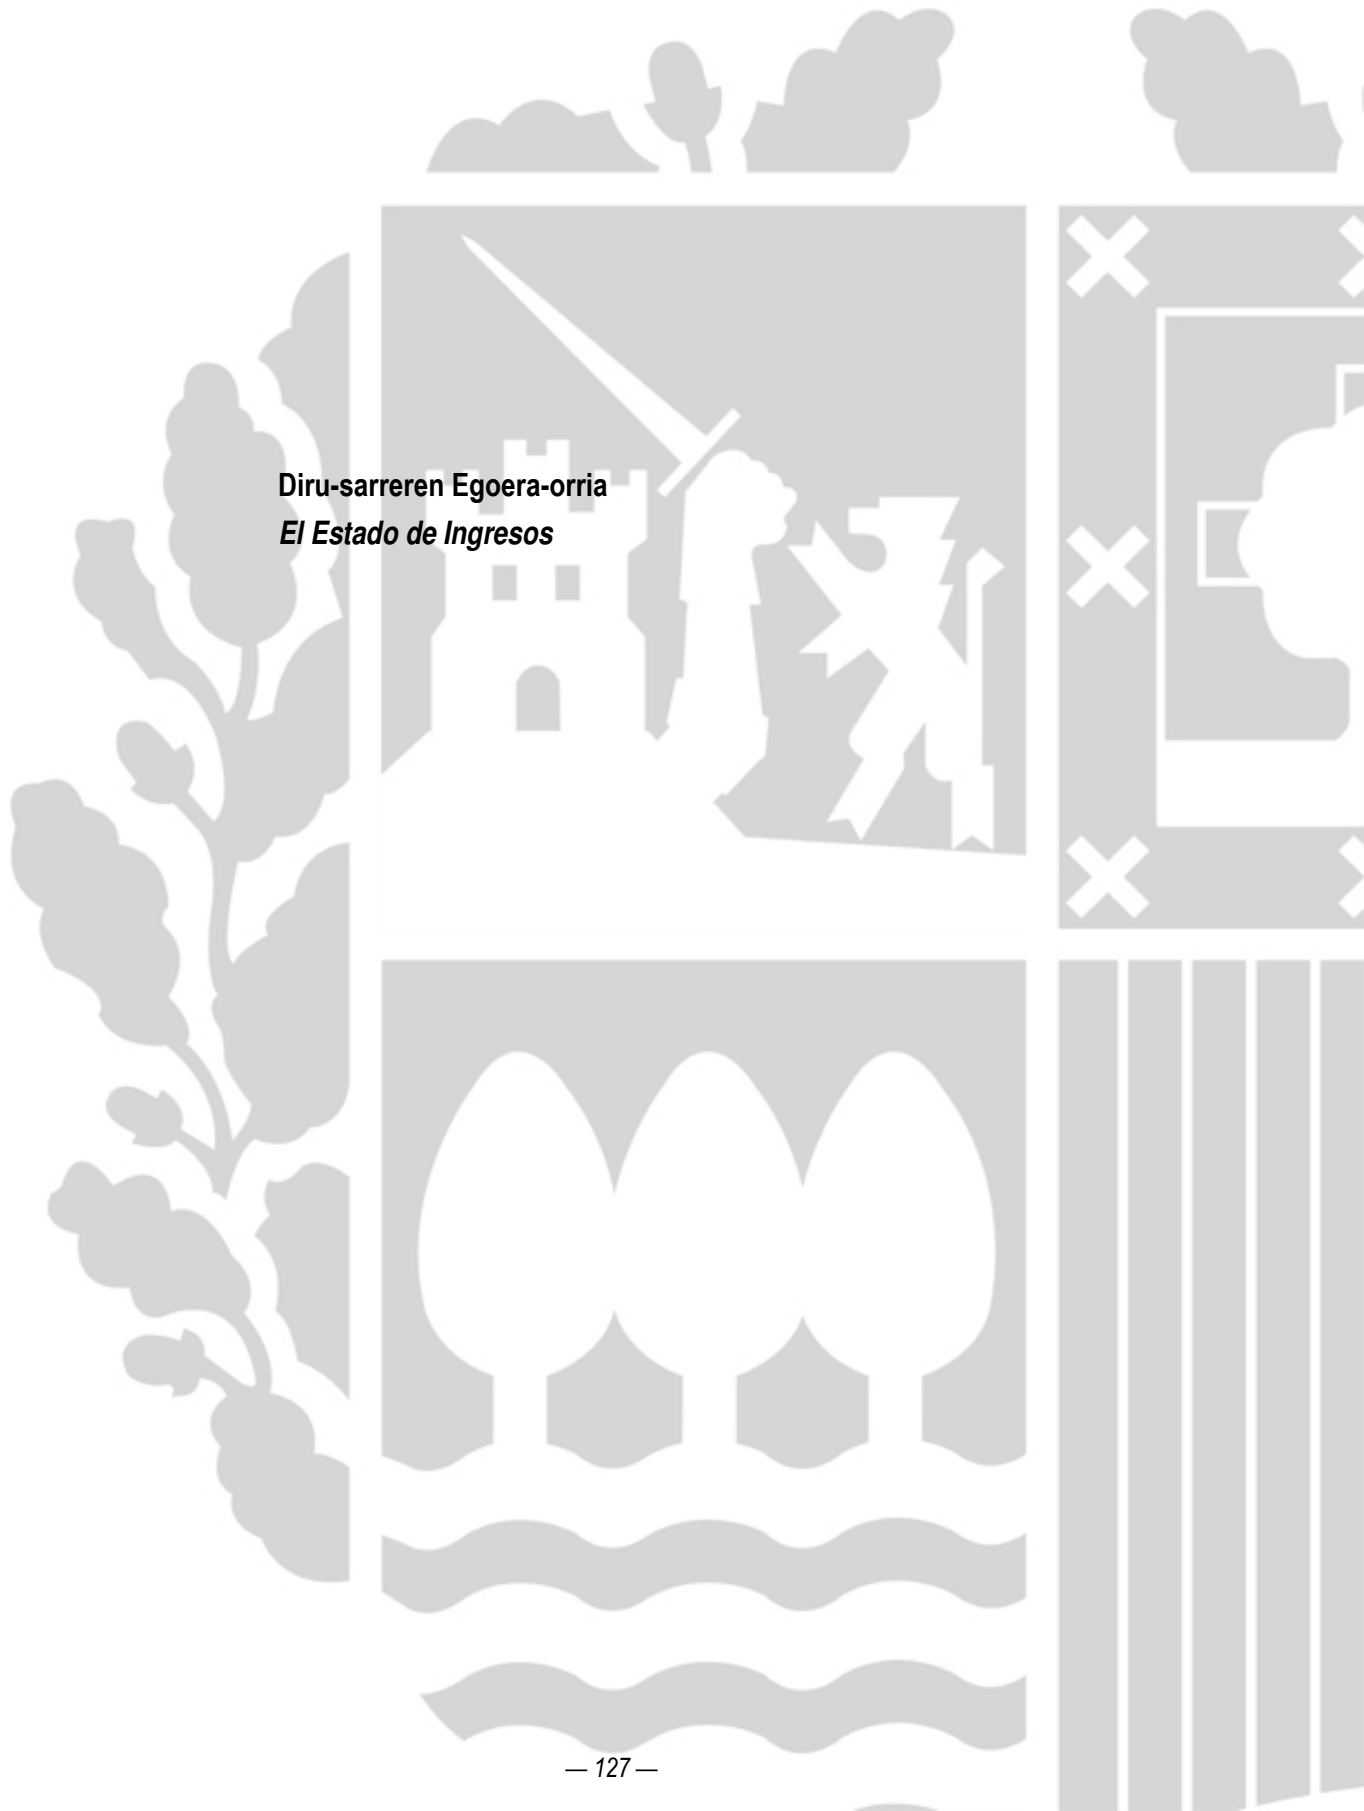 Diru-sarreren Egoera-orria
El Estado de Ingresos
— 127 —